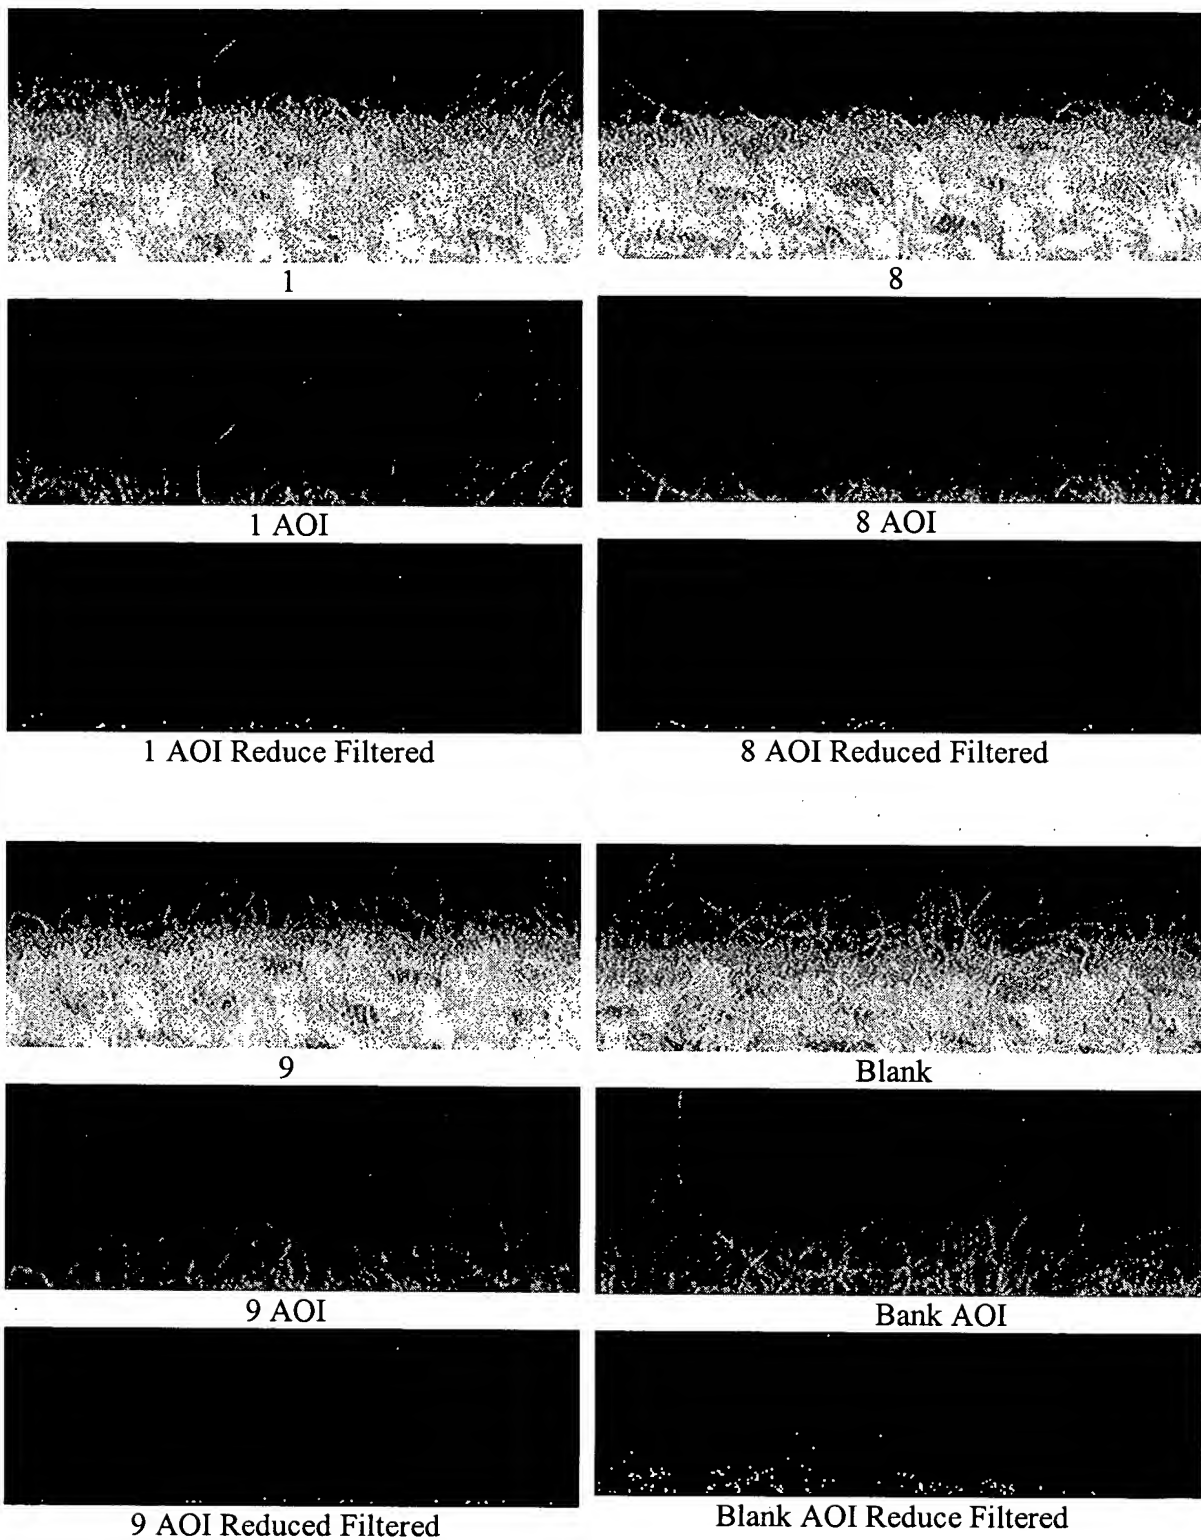 1
8
1 AOI
8 AOI
1 AOI Reduce Filtered
8 AOI Reduced Filtered
9
Blank
9 AOI
Bank AOI
9 AOI Reduced Filtered
Blank AOI Reduce Filtered